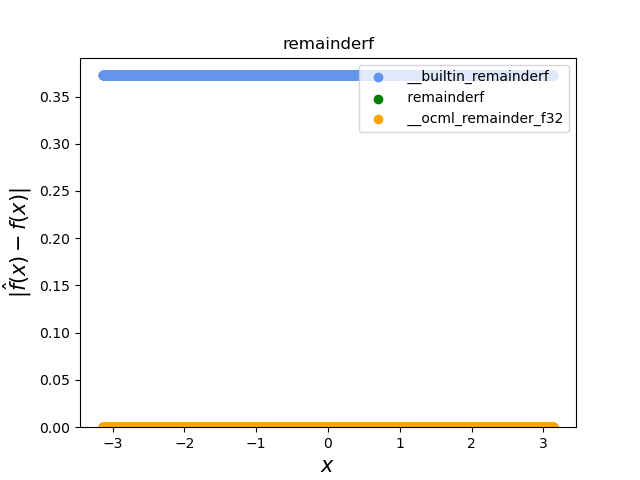 remainderf
__builtin_remainderf
remainderf
__ocml_remainder_f32
|f̂(x) − f(x)|
0.35
0.30
0.25
0.20
0.15
0.10
0.05
0.00
−3 −2 −1 0 1 2 3
x